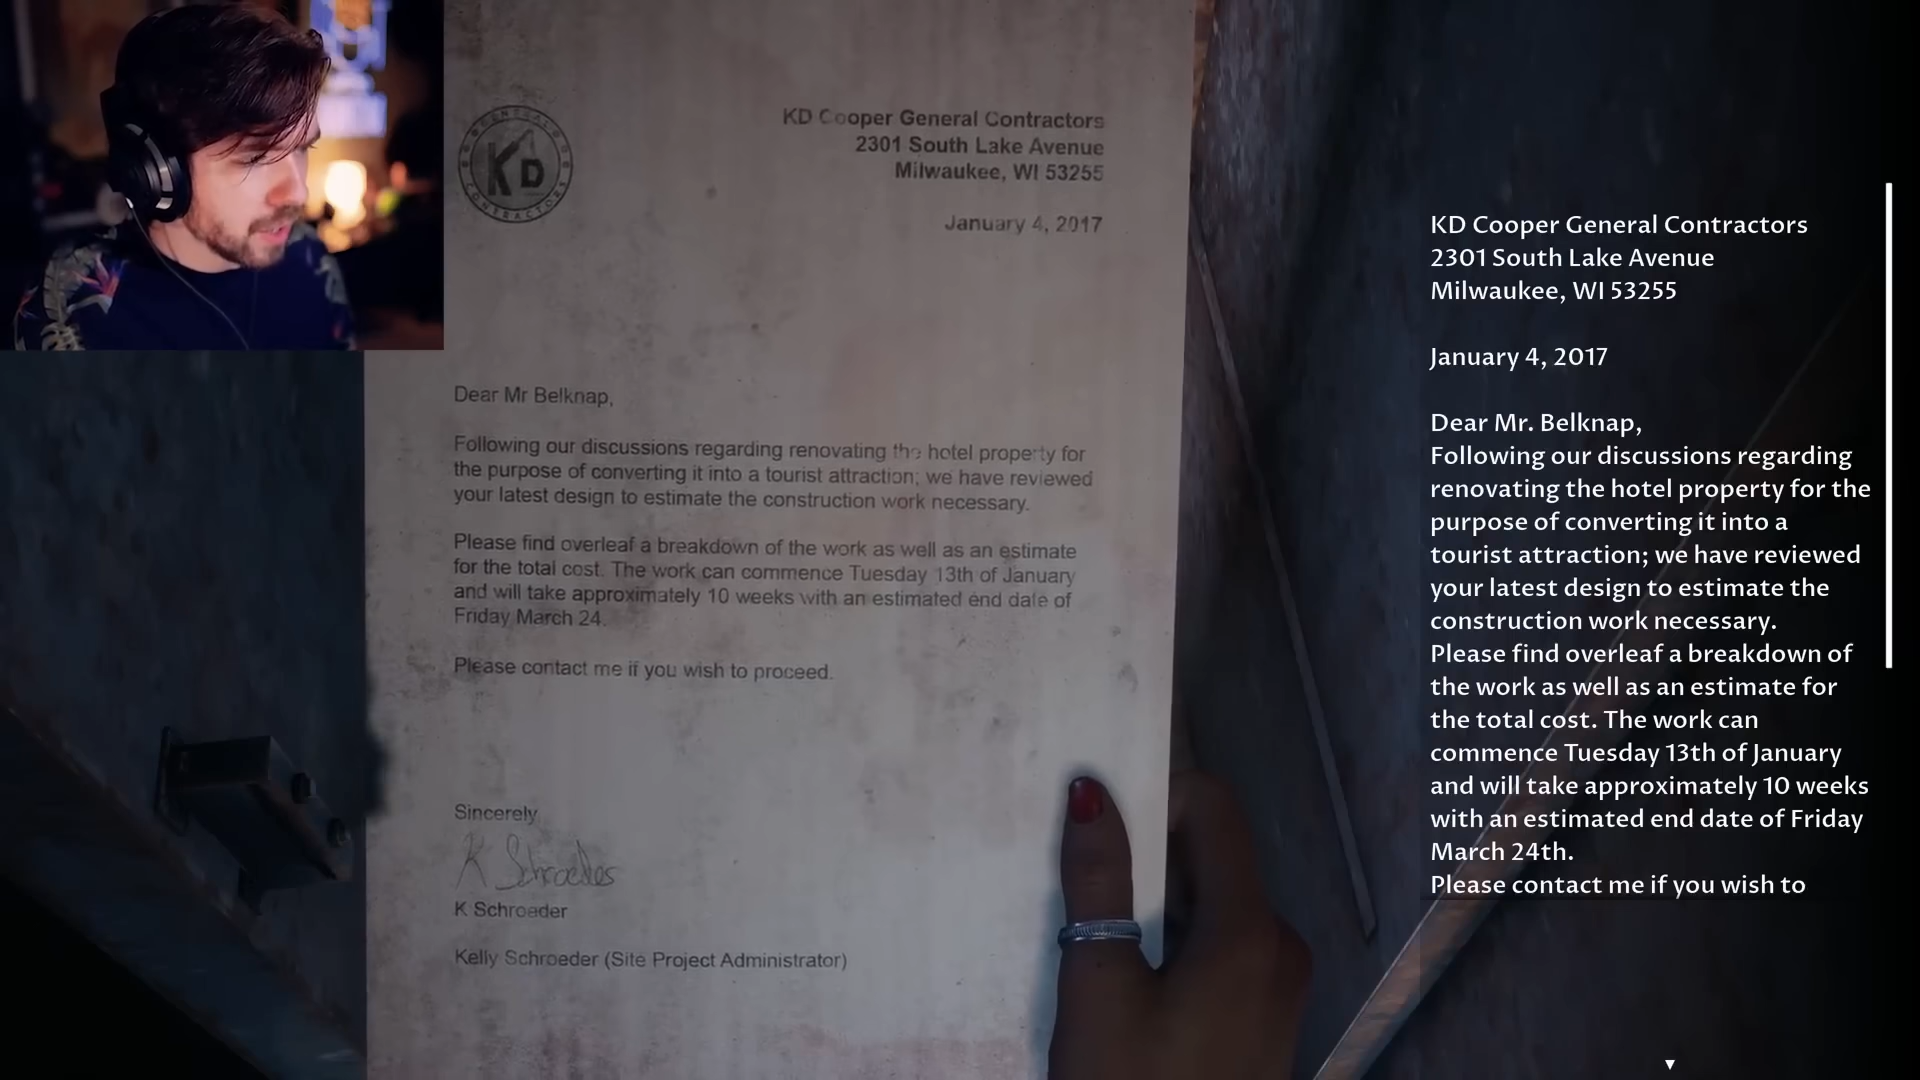 KD
CONTRACTORS
KD Cooper General Contractors
2301 South Lake Avenue
Milwaukee, WI 53255
January 4, 2017
Dear Mr Belknap,
Following our discussions regarding renovating the hotel property for
the purpose of converting it into a tourist attraction; we have reviewed
your latest design to estimate the construction work necessary.
Please find overleaf a breakdown of the work as well as an estimate
for the total cost. The work can commence Tuesday 13th of January
and will take approximately 10 weeks with an estimated end date of
Friday March 24.
Please contact me if you wish to proceed.
Sincerely
K Schroeder
K Schroeder
Kelly Schroeder (Site Project Administrator)
KD Cooper General Contractors
2301 South Lake Avenue
Milwaukee, WI 53255
January 4, 2017
Dear Mr. Belknap,
Following our discussions regarding
renovating the hotel property for the
purpose of converting it into a
tourist attraction; we have reviewed
your latest design to estimate the
construction work necessary.
Please find overleaf a breakdown of
the work as well as an estimate for
the total cost. The work can
commence Tuesday 13th of January
and will take approximately 10 weeks
with an estimated end date of Friday
March 24th.
Please contact me if you wish to